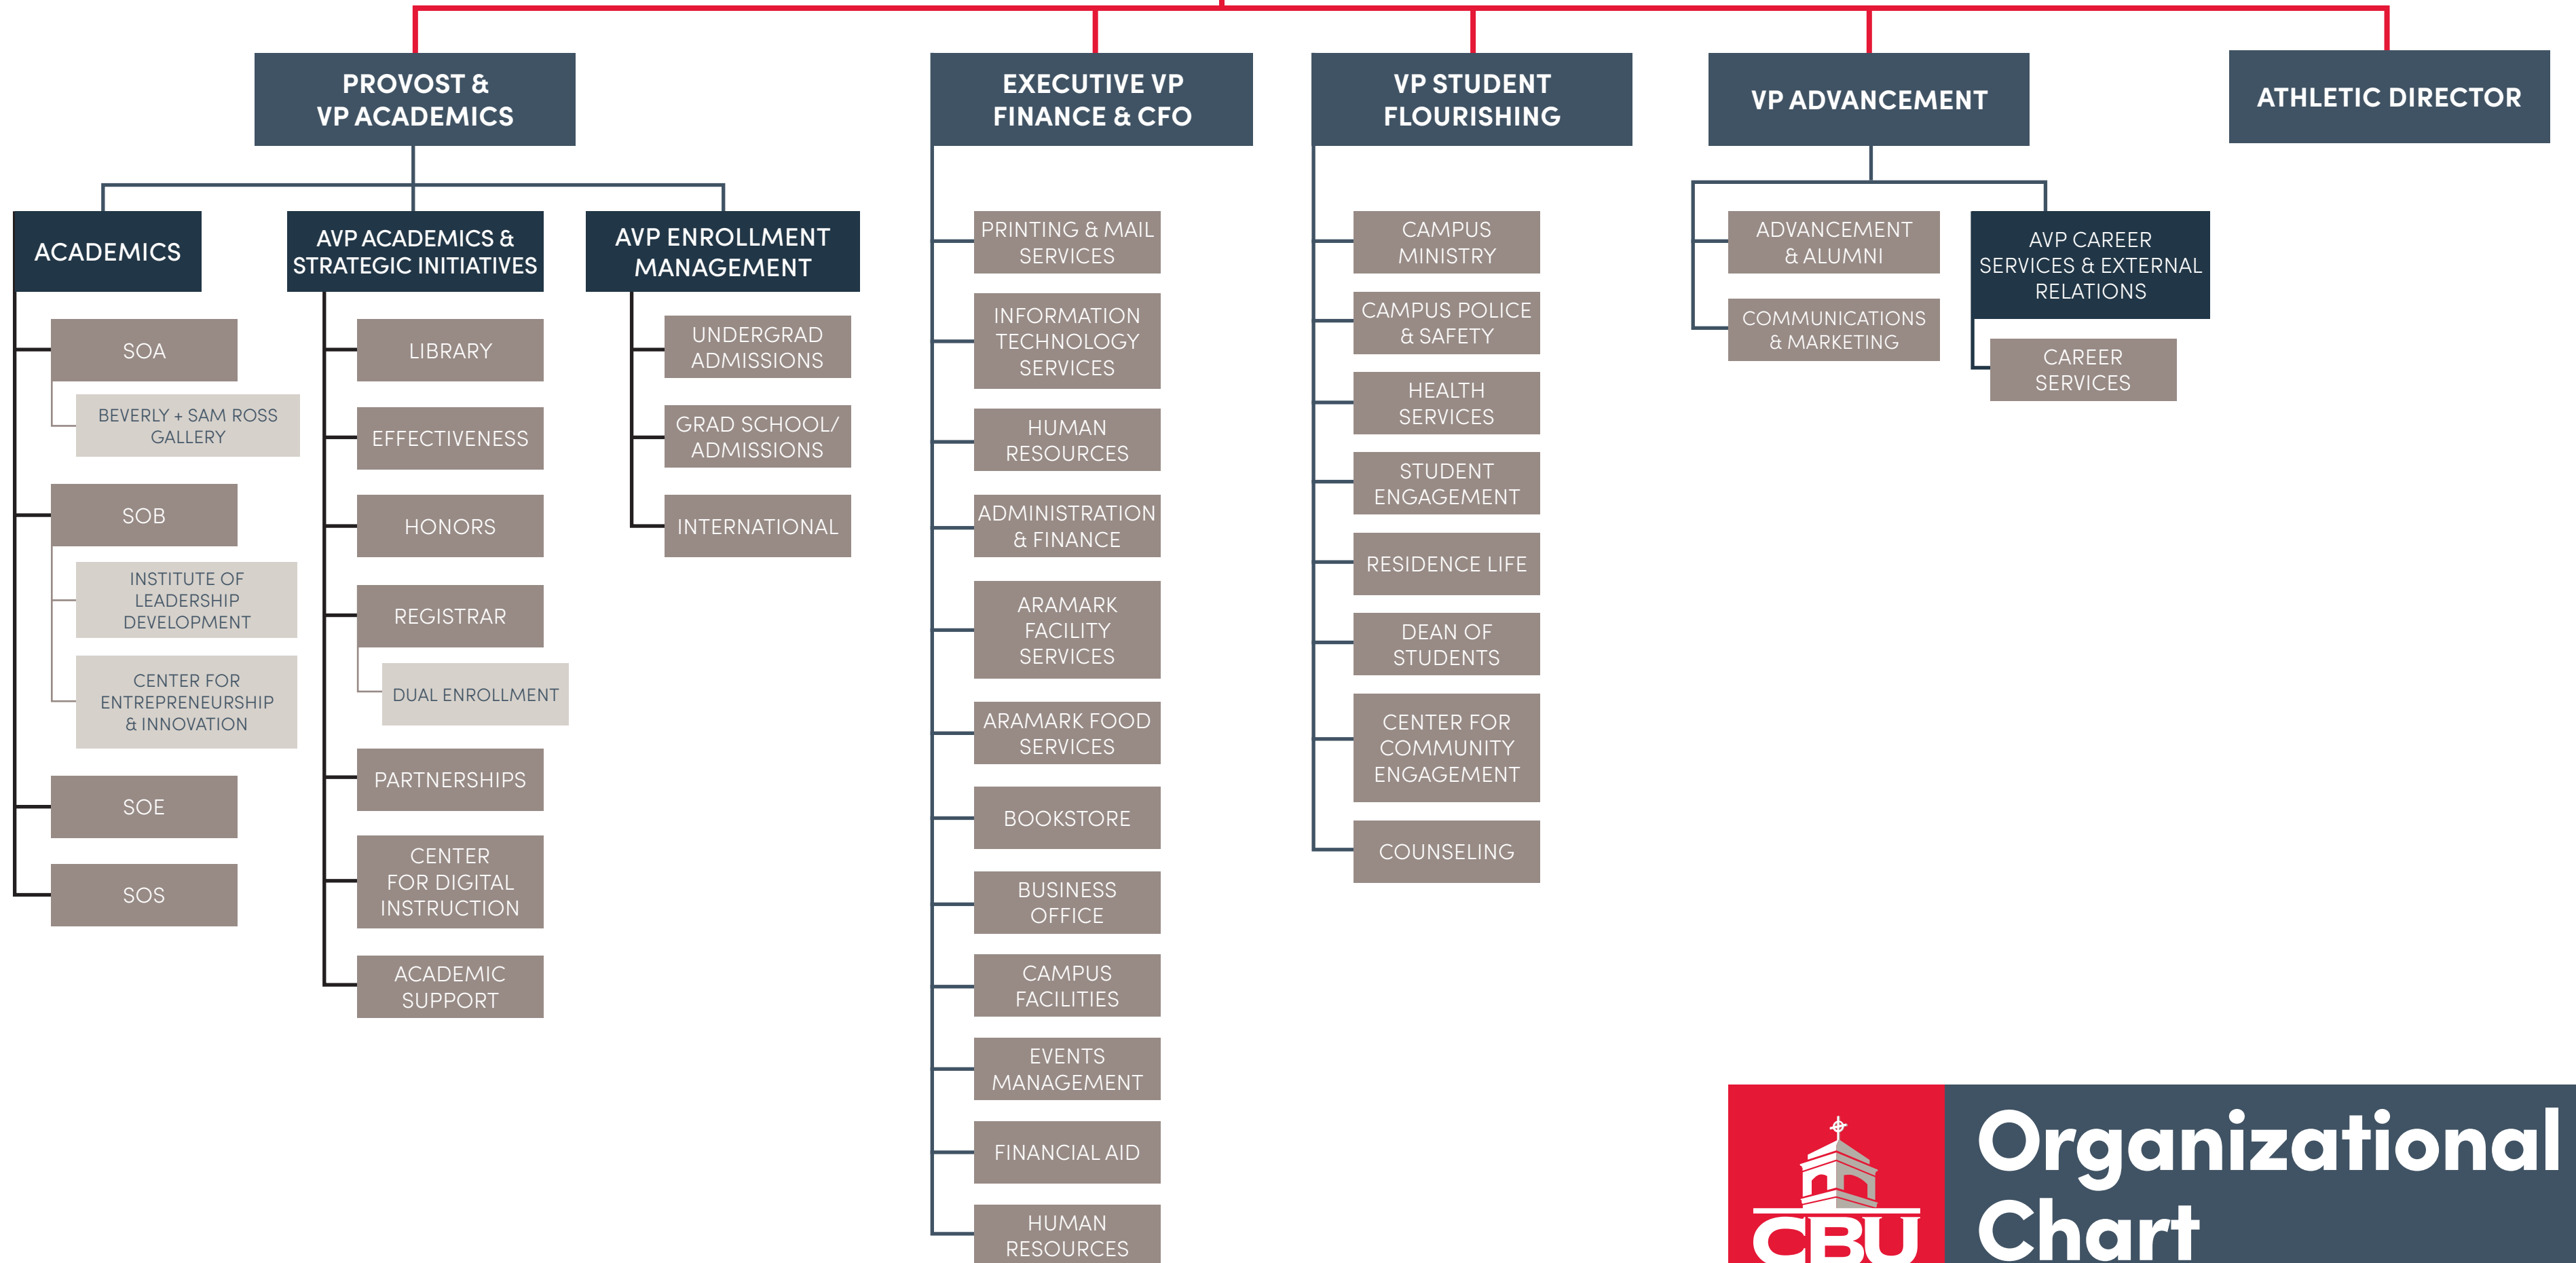 PROVOST &
VP ACADEMICS
EXECUTIVE VP
FINANCE & CFO
VP STUDENT
FLOURISHING
VP ADVANCEMENT
ATHLETIC DIRECTOR
ACADEMICS
SOA
BEVERLY + SAM ROSS
GALLERY
SOB
INSTITUTE OF
LEADERSHIP
DEVELOPMENT
CENTER FOR
ENTREPRENEURSHIP
& INNOVATION
SOE
SOS
AVP ACADEMICS &
STRATEGIC INITIATIVES
LIBRARY
EFFECTIVENESS
HONORS
REGISTRAR
DUAL ENROLLMENT
PARTNERSHIPS
CENTER
FOR DIGITAL
INSTRUCTION
ACADEMIC
SUPPORT
AVP ENROLLMENT
MANAGEMENT
UNDERGRAD
ADMISSIONS
GRAD SCHOOL/
ADMISSIONS
INTERNATIONAL
PRINTING & MAIL
SERVICES
INFORMATION
TECHNOLOGY
SERVICES
HUMAN
RESOURCES
ADMINISTRATION
& FINANCE
ARAMARK
FACILITY
SERVICES
ARAMARK FOOD
SERVICES
BOOKSTORE
BUSINESS
OFFICE
CAMPUS
FACILITIES
EVENTS
MANAGEMENT
FINANCIAL AID
HUMAN
RESOURCES
CAMPUS
MINISTRY
CAMPUS POLICE
& SAFETY
HEALTH
SERVICES
STUDENT
ENGAGEMENT
RESIDENCE LIFE
DEAN OF
STUDENTS
CENTER FOR
COMMUNITY
ENGAGEMENT
COUNSELING
ADVANCEMENT
& ALUMNI
COMMUNICATIONS
& MARKETING
AVP CAREER
SERVICES & EXTERNAL
RELATIONS
CAREER
SERVICES
CBU
Organizational
Chart